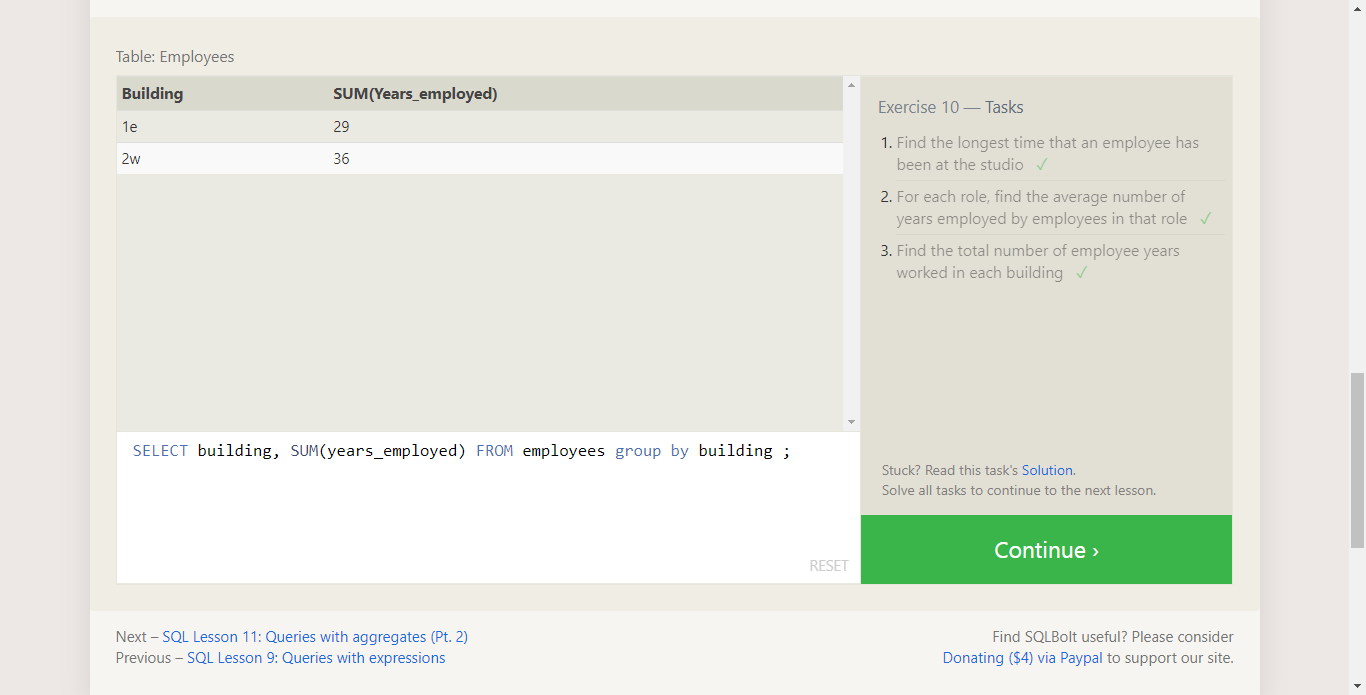 Table: Employees
Building SUM(Years_employed)
1e 29
2w 36
SELECT building, SUM(years_employed) FROM employees group by building ;
RESET
Exercise 10 — Tasks
1. Find the longest time that an employee has
been at the studio ✓
2. For each role, find the average number of
years employed by employees in that role ✓
3. Find the total number of employee years
worked in each building ✓
Stuck? Read this task's Solution.
Solve all tasks to continue to the next lesson.
Continue ›
Next – SQL Lesson 11: Queries with aggregates (Pt. 2)
Previous – SQL Lesson 9: Queries with expressions
Find SQLBolt useful? Please consider
Donating ($4) via Paypal to support our site.